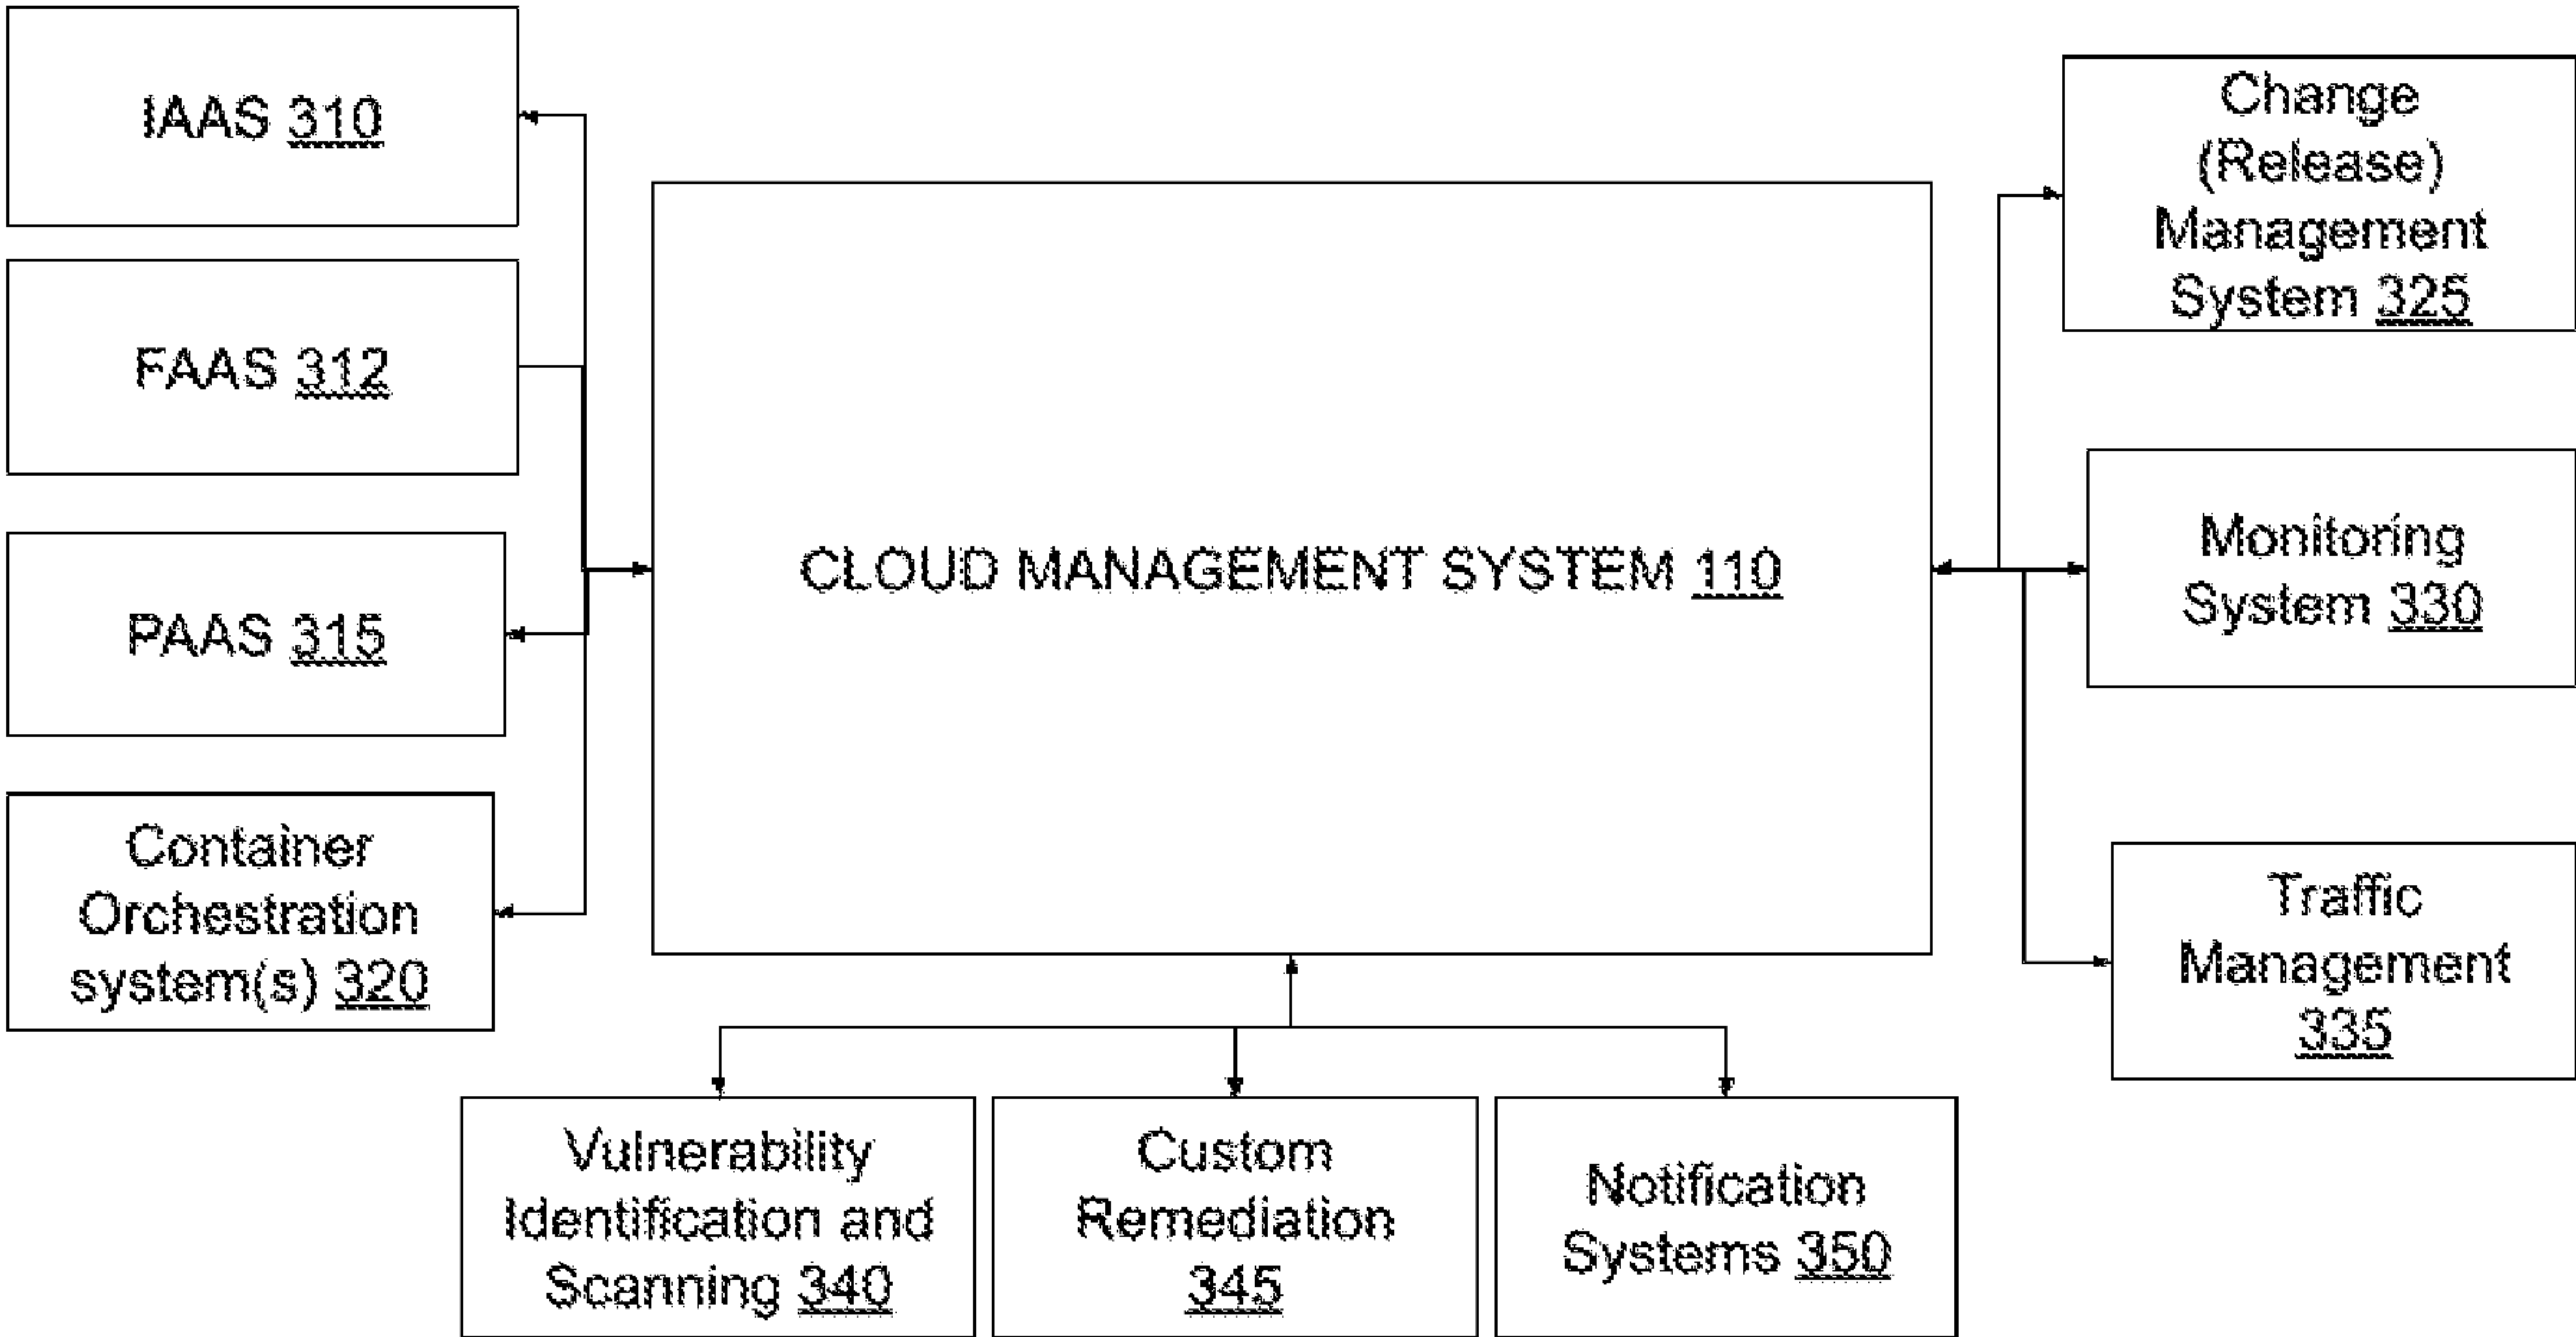 IAAS 310
FAAS 312
PAAS 315
Container
Orchestration
system(s) 320
CLOUD MANAGEMENT SYSTEM 110
Change
(Release)
Management
System 325
Monitoring
System 330
Traffic
Management
335
Vulnerability
Identification and
Scanning 340
Custom
Remediation
345
Notification
Systems 350